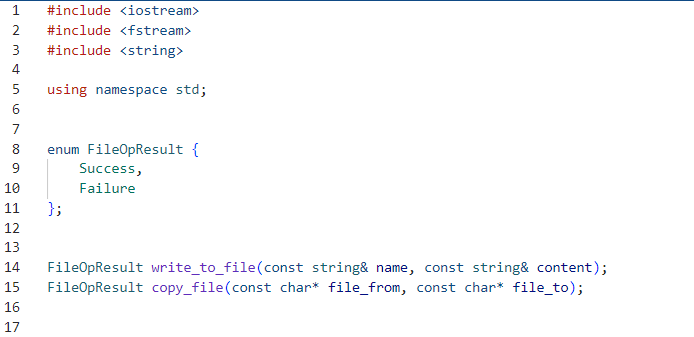 1 #include <iostream>
2 #include <fstream>
3 #include <string>
4
5 using namespace std;
6
7
8 enum FileOpResult {
9     Success,
10     Failure
11 };
12
13
14 FileOpResult write_to_file(const string& name, const string& content);
15 FileOpResult copy_file(const char* file_from, const char* file_to);
16
17